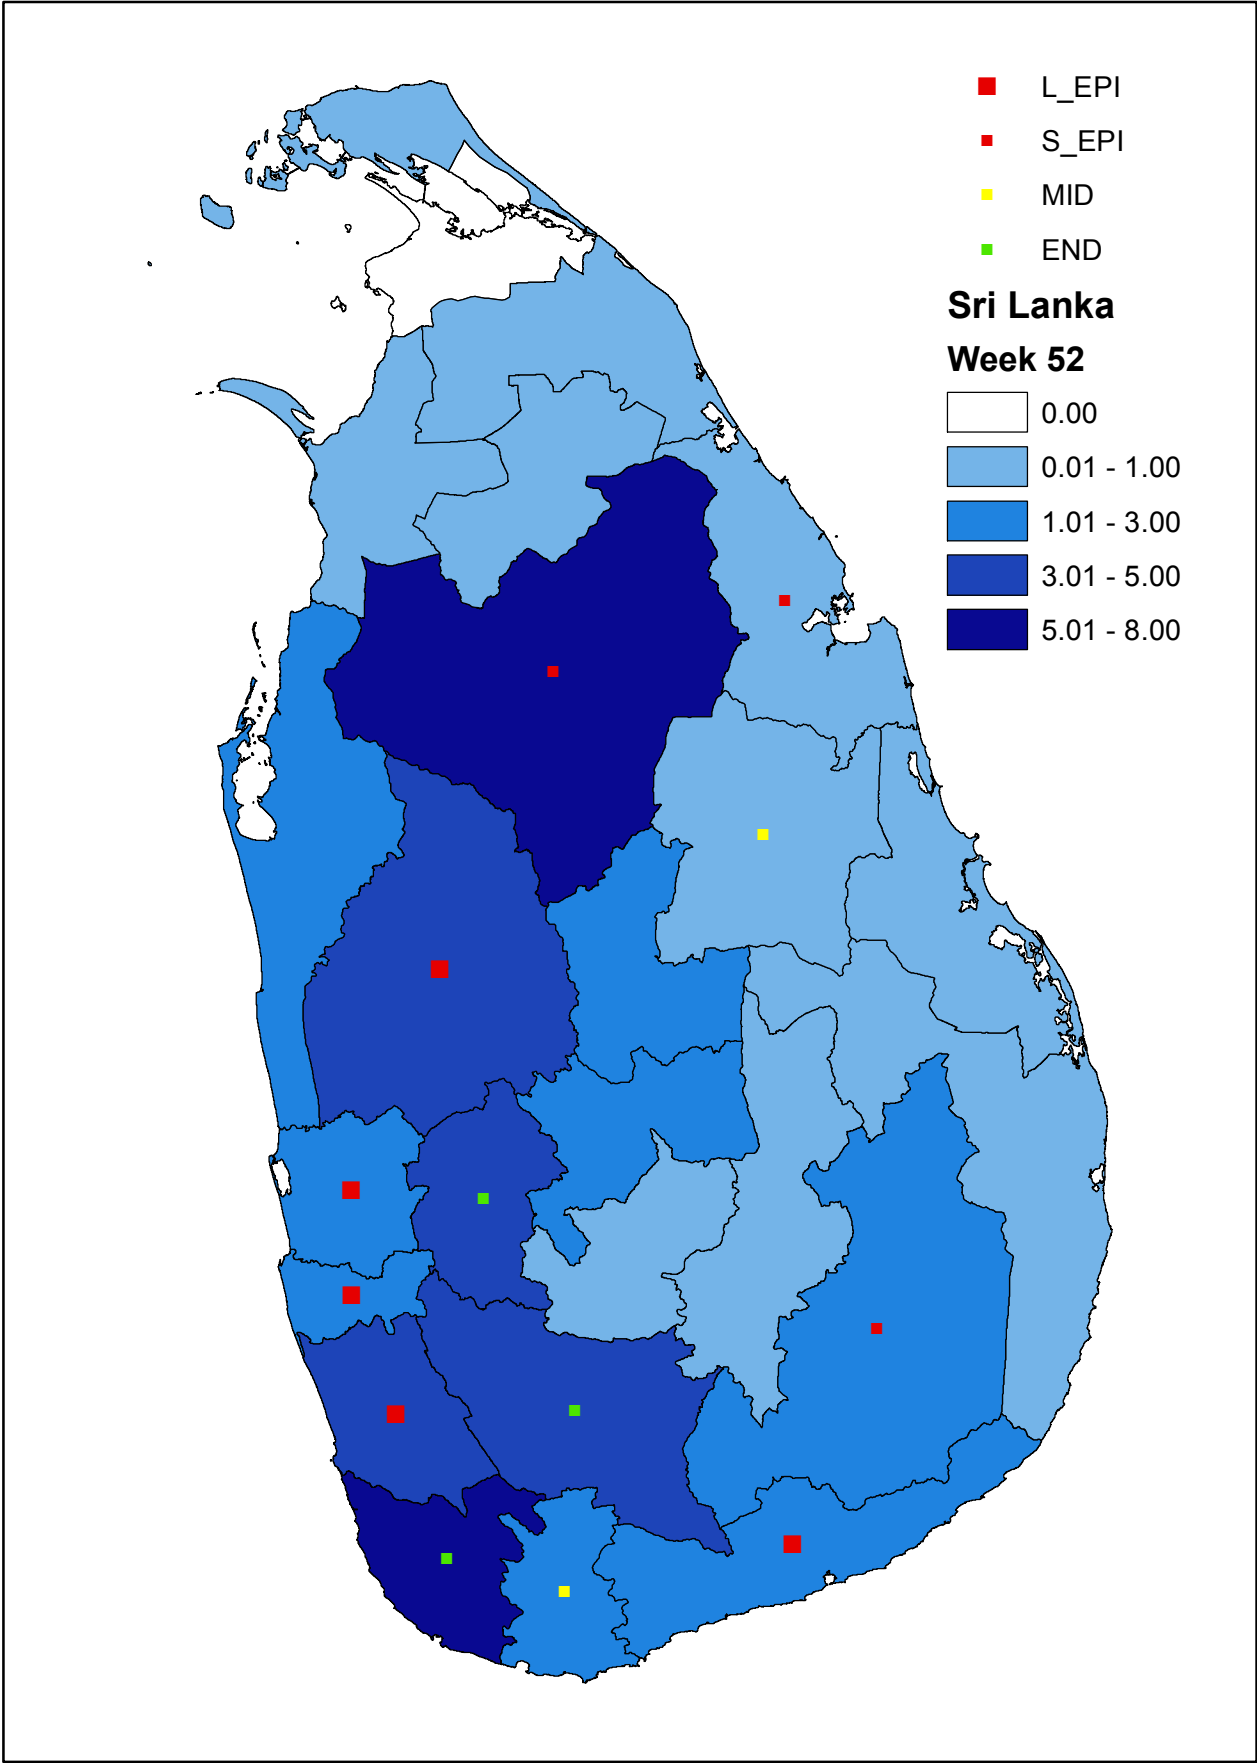 L_EPI
S_EPI
MID
END
Sri Lanka
Week 52
0.00
0.01 - 1.00
1.01 - 3.00
3.01 - 5.00
5.01 - 8.00